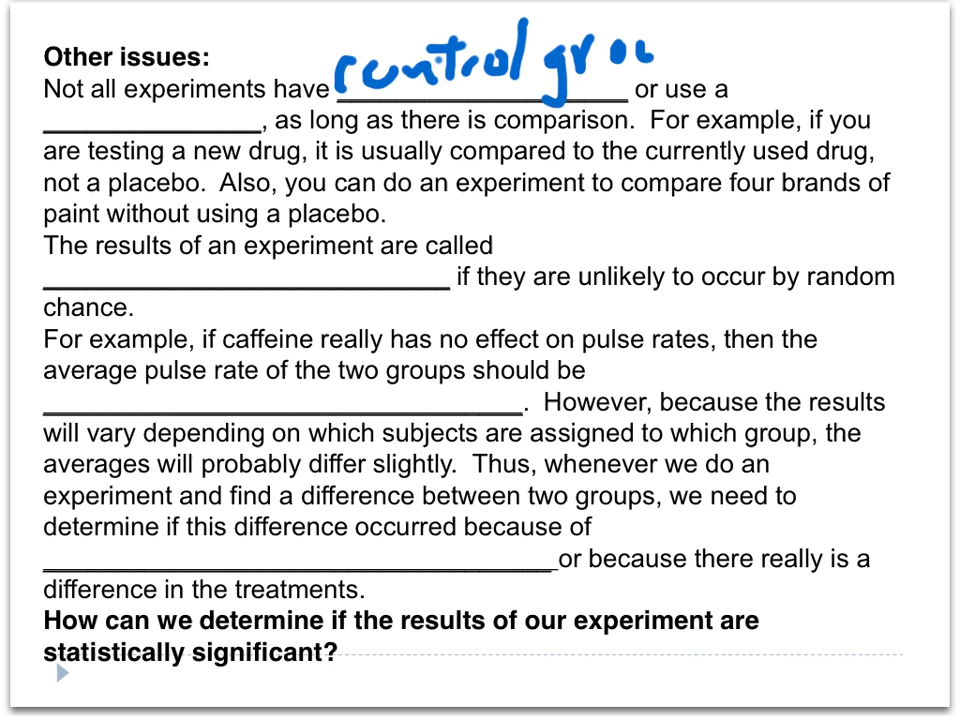 Other issues:
Not all experiments have control grou or use a
_______________, as long as there is comparison.  For example, if you
are testing a new drug, it is usually compared to the currently used drug,
not a placebo.  Also, you can do an experiment to compare four brands of
paint without using a placebo.
The results of an experiment are called
____________________________ if they are unlikely to occur by random
chance.
For example, if caffeine really has no effect on pulse rates, then the
average pulse rate of the two groups should be
_________________________________.  However, because the results
will vary depending on which subjects are assigned to which group, the
averages will probably differ slightly.  Thus, whenever we do an
experiment and find a difference between two groups, we need to
determine if this difference occurred because of
___________________________________or because there really is a
difference in the treatments.
How can we determine if the results of our experiment are
statistically significant?